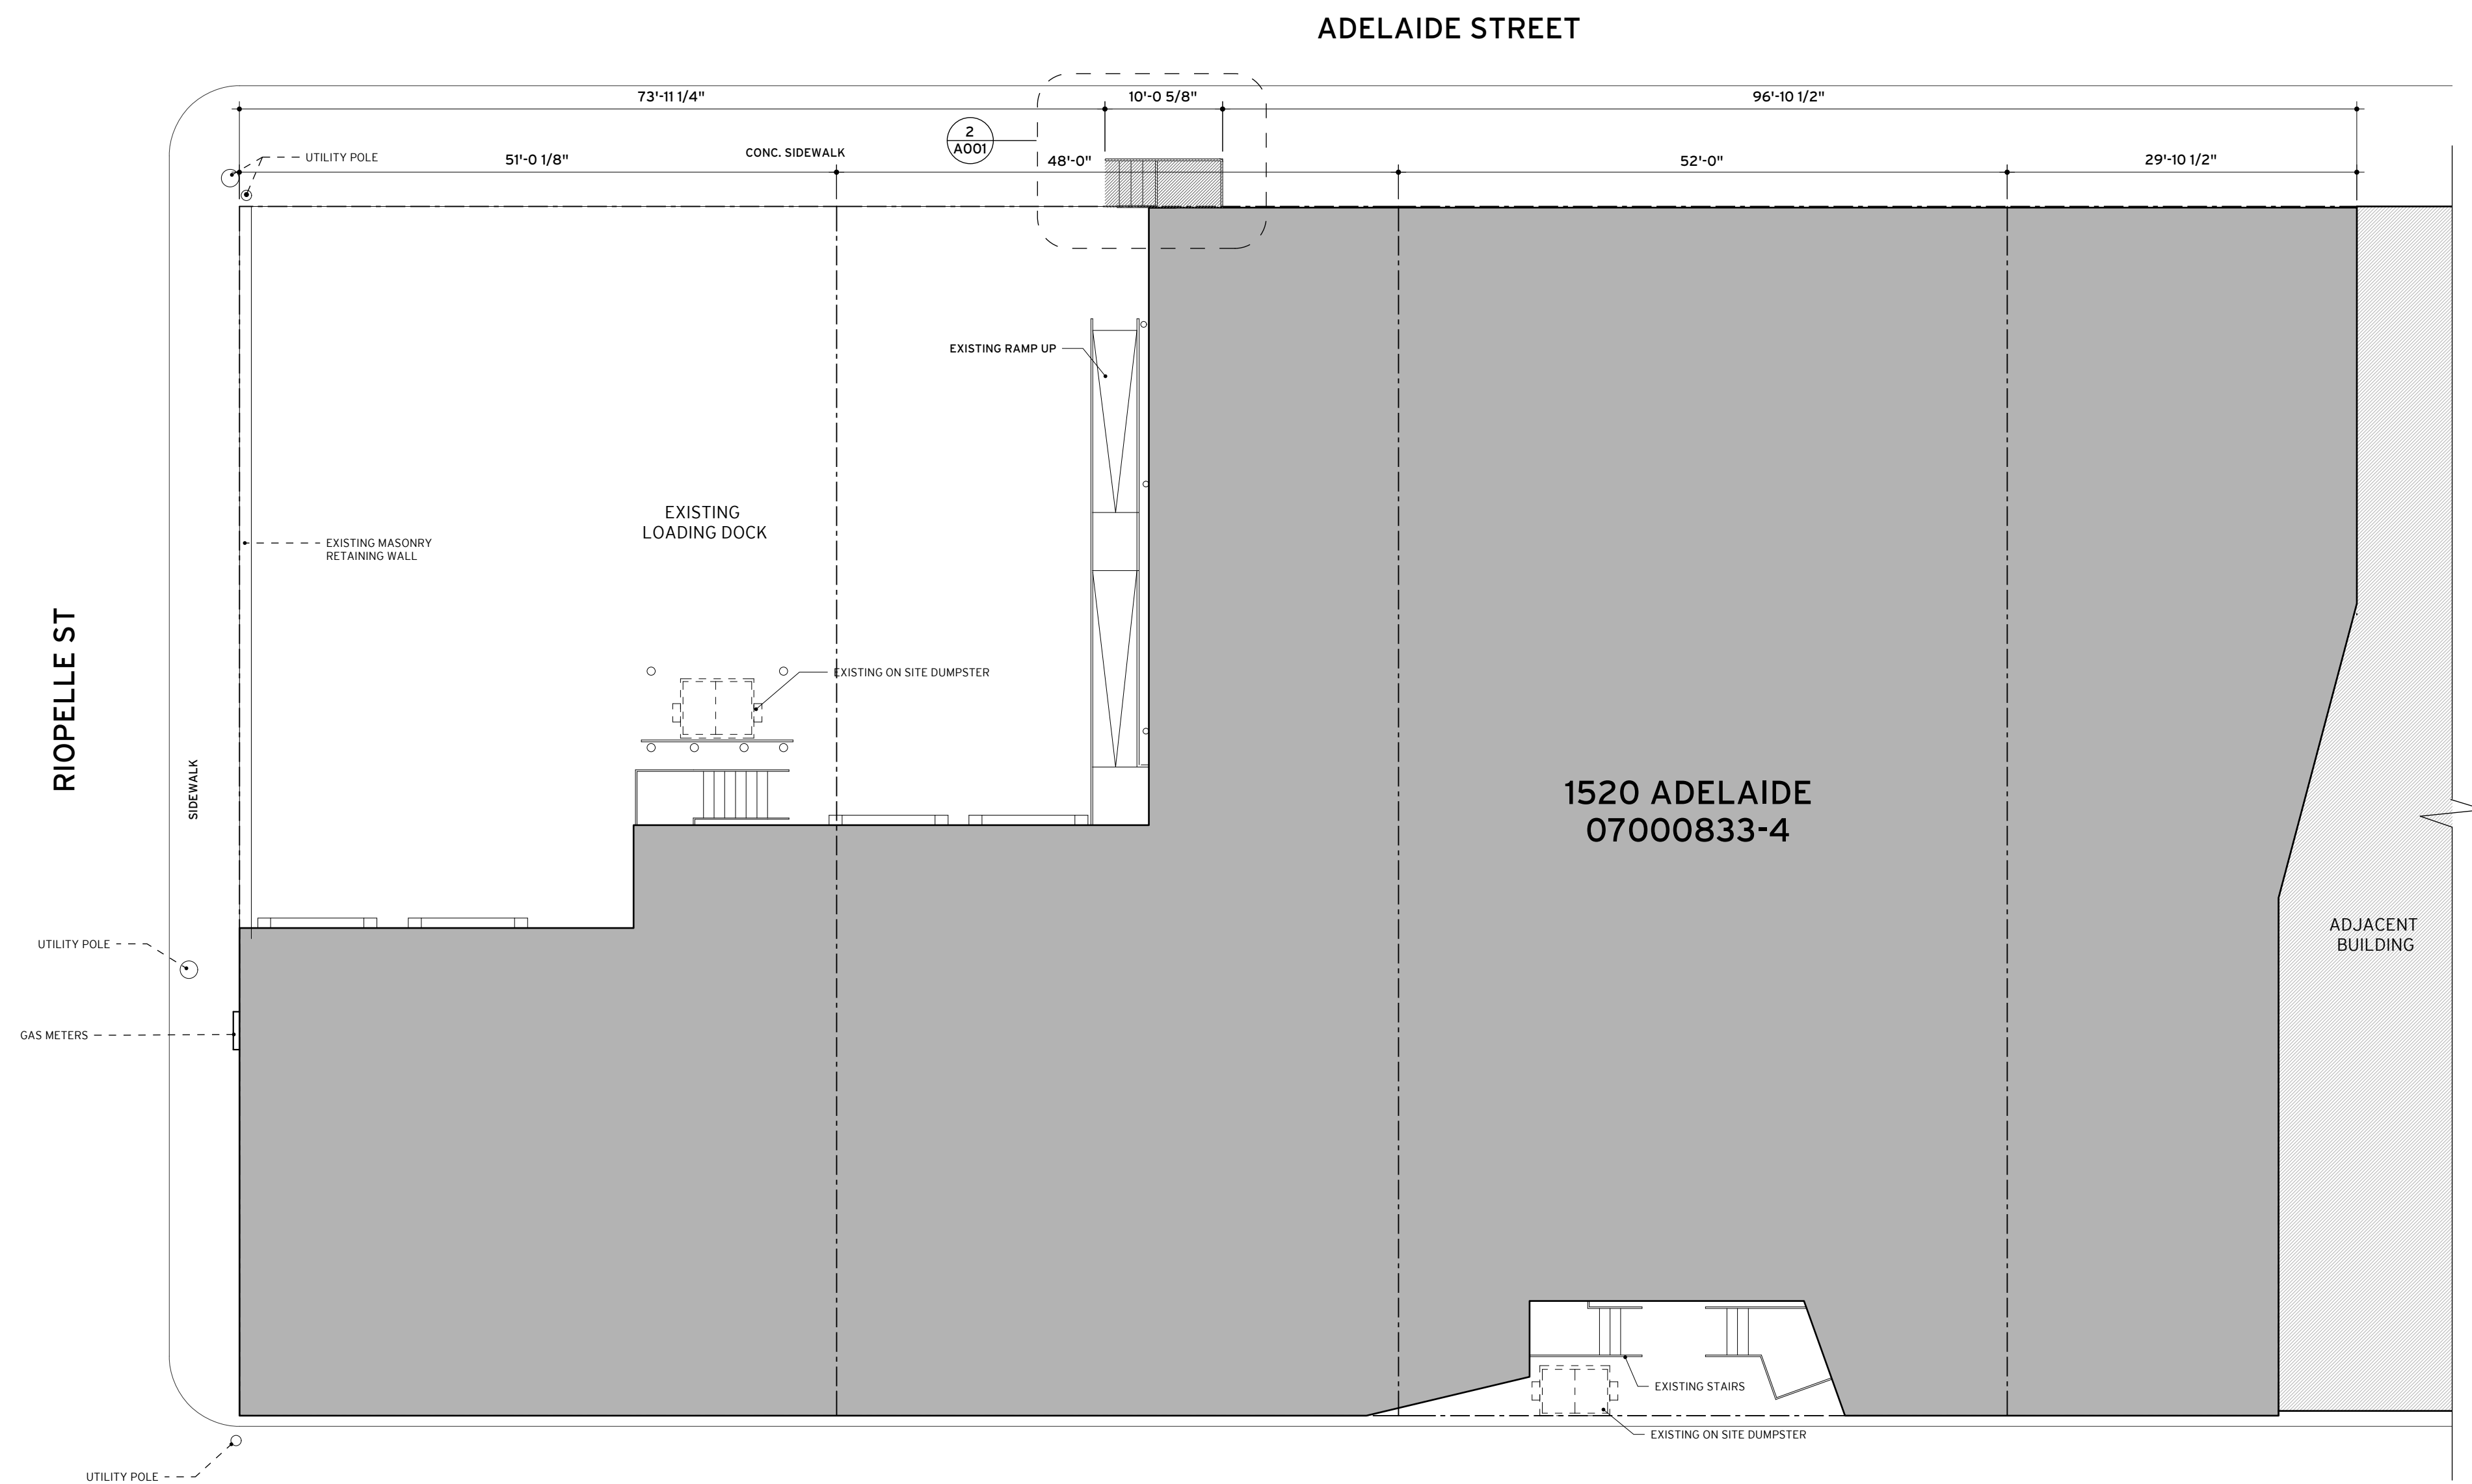 ADELAIDE STREET
73'-11 1/4"
10'-0 5/8"
96'-10 1/2"
2
A001
UTILITY POLE
51'-0 1/8"
CONC. SIDEWALK
48'-0"
52'-0"
29'-10 1/2"
EXISTING RAMP UP
EXISTING
LOADING DOCK
EXISTING MASONRY
RETAINING WALL
RIOPELLE ST
EXISTING ON SITE DUMPSTER
SIDEWALK
1520 ADELAIDE
07000833-4
ADJACENT
BUILDING
UTILITY POLE
GAS METERS
EXISTING STAIRS
EXISTING ON SITE DUMPSTER
UTILITY POLE